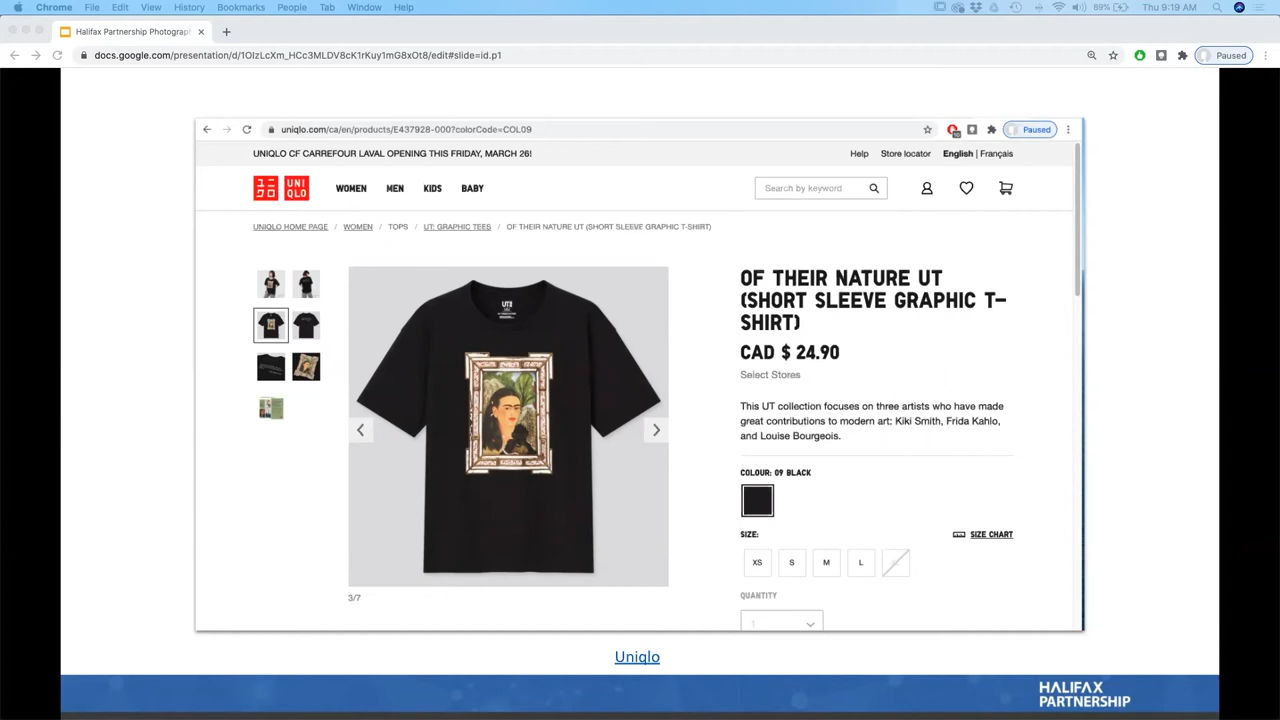 Chrome File Edit View History Bookmarks People Tab Window Help 89% Thu 9:19 AM
Halifax Partnership Photograp
docs.google.com/presentation/d/1OIzLcXm_HCc3MLDV8cK1rKuy1mG8xOt8/edit#slide=id.p1 Paused
uniqlo.com/ca/en/products/E437928-000?colorCode=COL09 Paused
UNIQLO CF CARREFOUR LAVAL OPENING THIS FRIDAY, MARCH 26! Help Store locator English | Français
ユニクロ UNIQLO WOMEN MEN KIDS BABY Search by keyword
UNIQLO HOME PAGE / WOMEN / TOPS / UT: GRAPHIC TEES / OF THEIR NATURE UT (SHORT SLEEVE GRAPHIC T-SHIRT)
OF THEIR NATURE UT
(SHORT SLEEVE GRAPHIC T-
SHIRT)
CAD $ 24.90
Select Stores
This UT collection focuses on three artists who have made
great contributions to modern art: Kiki Smith, Frida Kahlo,
and Louise Bourgeois.
COLOUR: 09 BLACK
SIZE: SIZE CHART
XS S M L
QUANTITY
1
3/7
Uniqlo
HALIFAX
PARTNERSHIP